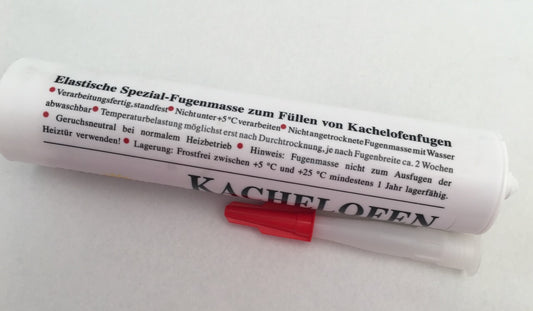 Elastische Spezial-Fugenmasse zum Füllen von Kachelofenfugen
• Verarbeitungsfertig, standfest • Nicht unter +5 °C verarbeiten • Nicht angetrocknete Fugenmasse mit Wasser
abwaschbar • Temperaturbelastung möglichst erst nach Durchtrocknung, je nach Fugenbreite ca. 2 Wochen
• Geruchsneutral bei normalem Heizbetrieb • Hinweis: Fugenmasse nicht zum Ausfugen der
Heiztür verwenden! • Lagerung: Frostfrei zwischen +5 °C und +25 °C mindestens 1 Jahr lagerfähig.
KACHELOFEN